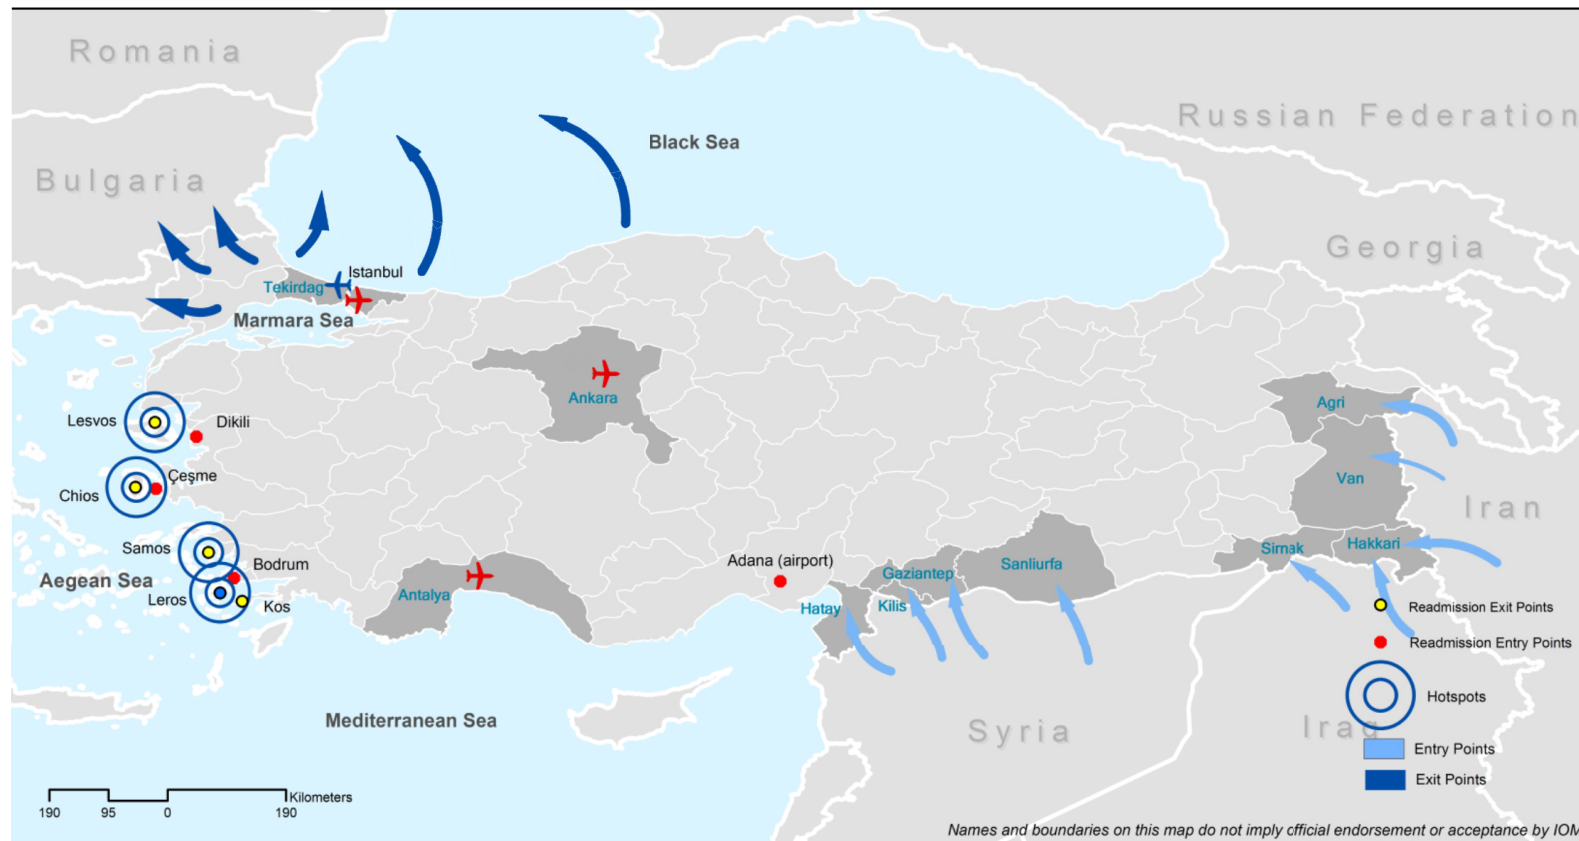 Romania
Russian Federation
Black Sea
Bulgaria
Georgia
Istanbul
Tekirdag
Marmara Sea
Ankara
Agri
Lesvos
Dikili
Çeşme
Chios
Van
Iran
Samos
Bodrum
Aegean Sea
Leros
Kos
Antalya
Adana (airport)
Hatay
Gaziantep
Kilis
Sanliurfa
Sirnak
Hakkari
Readmission Exit Points
Readmission Entry Points
Hotspots
Mediterranean Sea
Syria
Iraq
Entry Points
Exit Points
Kilometers
190 95 0 190
Names and boundaries on this map do not imply official endorsement or acceptance by IOM